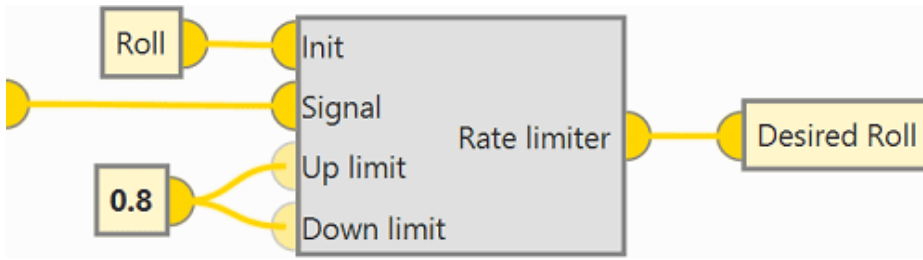 Roll
Init
Signal
Up limit
Down limit
0.8
Rate limiter
Desired Roll